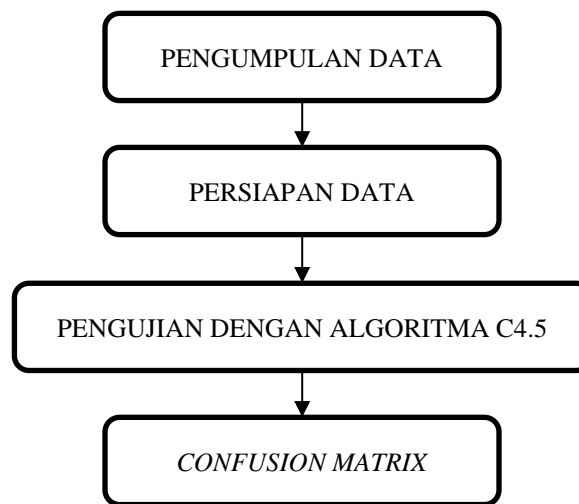 PENGUMPULAN DATA
PERSIAPAN DATA
PENGUJIAN DENGAN ALGORITMA C4.5
CONFUSION MATRIX